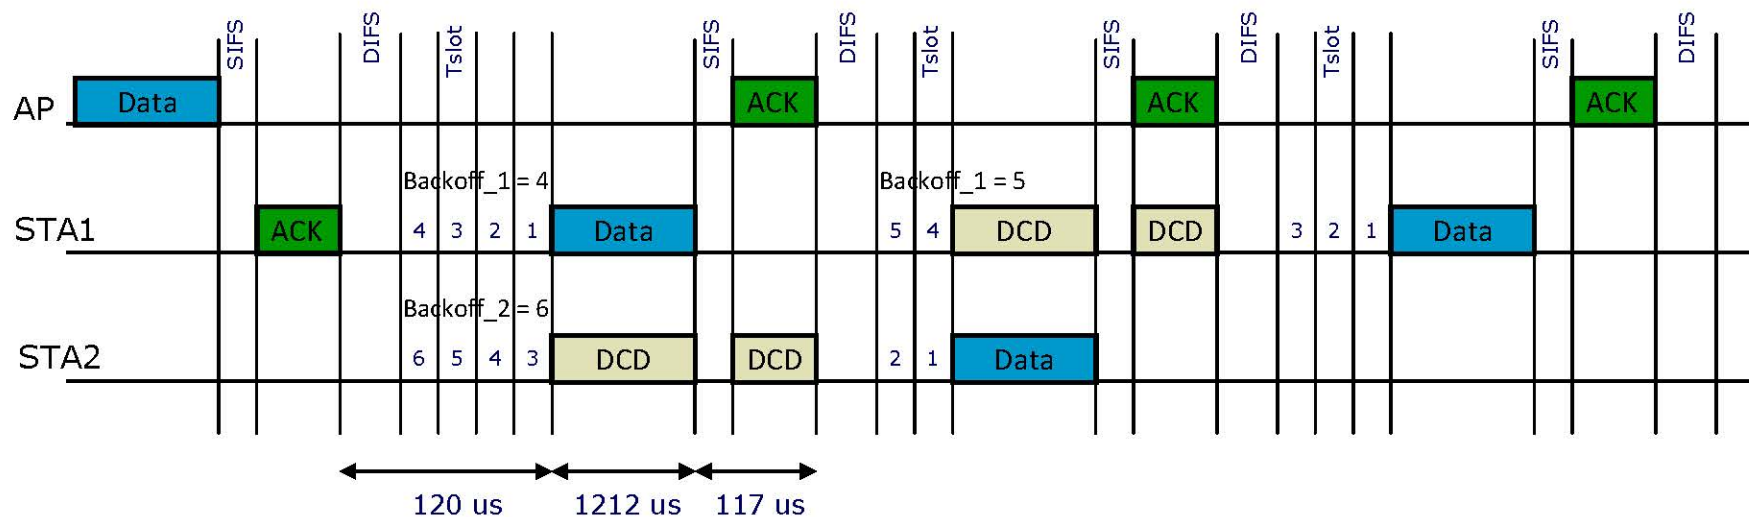 SIFS DIFS Tslot SIFS DIFS Tslot SIFS DIFS Tslot SIFS DIFS
AP Data ACK ACK ACK
Backoff_1 = 4 Backoff_1 = 5
STA1 ACK 4 3 2 1 Data 5 4 DCD DCD 3 2 1 Data
Backoff_2 = 6
STA2 6 5 4 3 DCD DCD 2 1 Data
120 us 1212 us 117 us